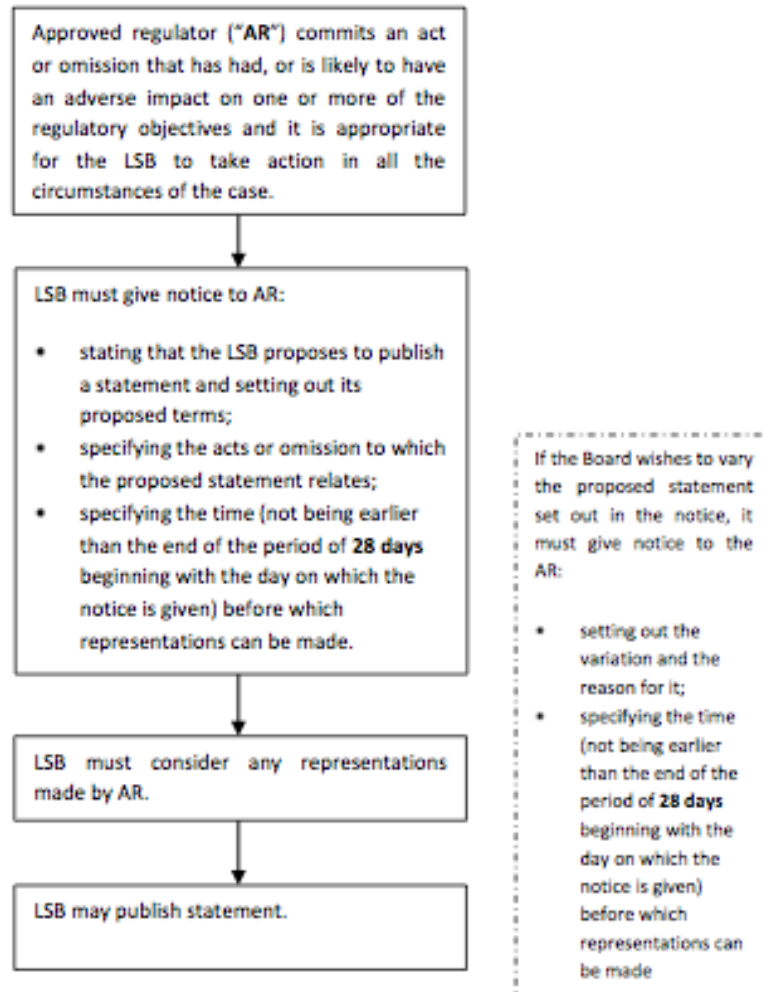 Approved regulator (“AR”) commits an act
or omission that has had, or is likely to have
an adverse impact on one or more of the
regulatory objectives and it is appropriate
for the LSB to take action in all the
circumstances of the case.
LSB must give notice to AR:
• stating that the LSB proposes to publish
a statement and setting out its
proposed terms;
• specifying the acts or omission to which
the proposed statement relates;
• specifying the time (not being earlier
than the end of the period of 28 days
beginning with the day on which the
notice is given) before which
representations can be made.
LSB must consider any representations
made by AR.
LSB may publish statement.
If the Board wishes to vary
the proposed statement
set out in the notice, it
must give notice to the
AR:
• setting out the
variation and the
reason for it;
• specifying the time
(not being earlier
than the end of the
period of 28 days
beginning with the
day on which the
notice is given)
before which
representations can
be made